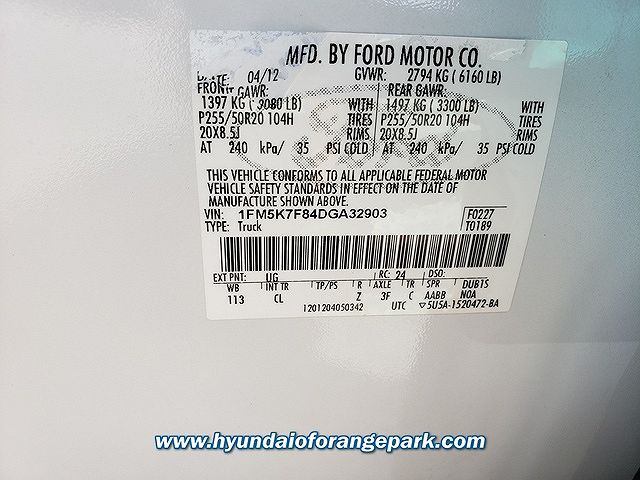 MFD. BY FORD MOTOR CO.
DATE: 04/12 GVWR: 2794 KG ( 6160 LB)
FRONT GAWR: REAR GAWR:
1397 KG ( 3080 LB) WITH 1497 KG ( 3300 LB) WITH
P255/50R20 104H TIRES P255/50R20 104H TIRES
20X8.5J RIMS 20X8.5J RIMS
AT 240 kPa/ 35 PSI COLD AT 240 kPa/ 35 PSI COLD
THIS VEHICLE CONFORMS TO ALL APPLICABLE FEDERAL MOTOR
VEHICLE SAFETY STANDARDS IN EFFECT ON THE DATE OF
MANUFACTURE SHOWN ABOVE.
VIN: 1FM5K7F84DGA32903 F0227
TYPE: Truck T0189
EXT PNT: UG RC: 24 DSO:
WB INT TR TP/PS R AXLE TR SPR DUB1S
113 CL Z 3F C AABB NOA
1201204050342 UTC ▽5U5A-1520472-BA
www.hyundaioforangepark.com